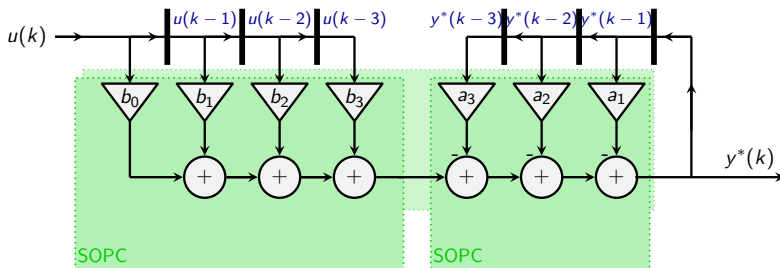 u(k−1) u(k−2) u(k−3) y*(k−3) y*(k−2) y*(k−1)
u(k)
b₀ b₁ b₂ b₃ a₃ a₂ a₁
- - -
+ + + + + +
y*(k)
SOPC SOPC